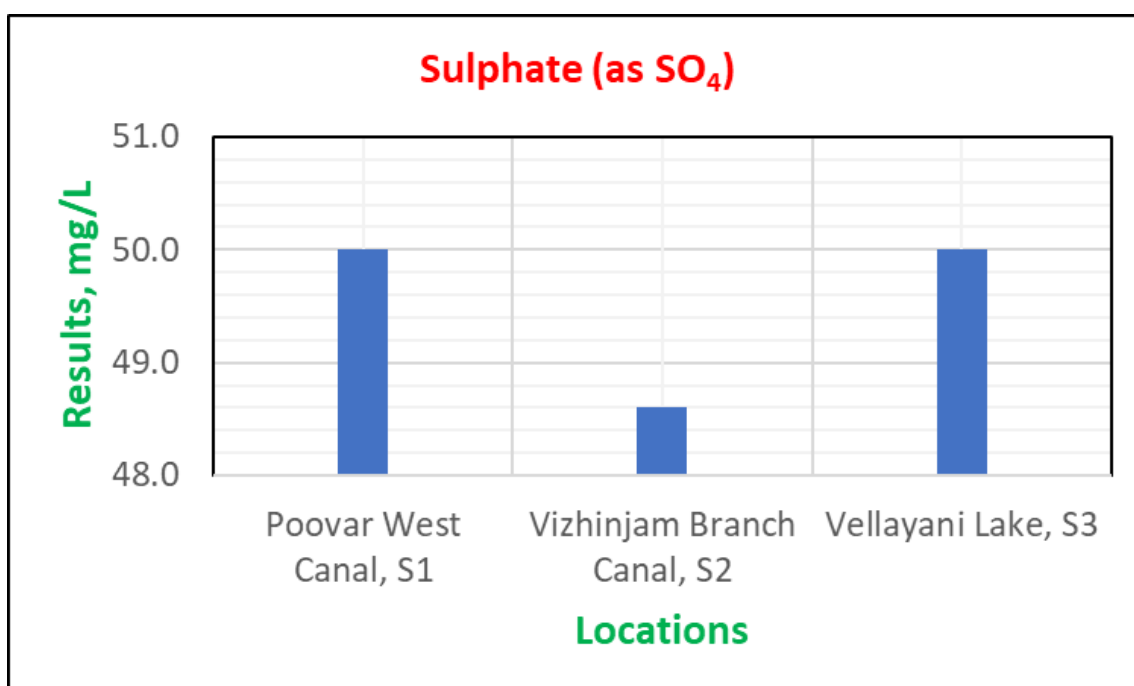 Sulphate (as SO₄)
51.0
50.0
49.0
48.0
Results, mg/L
Poovar West
Canal, S1
Vizhinjam Branch
Canal, S2
Vellayani Lake, S3
Locations